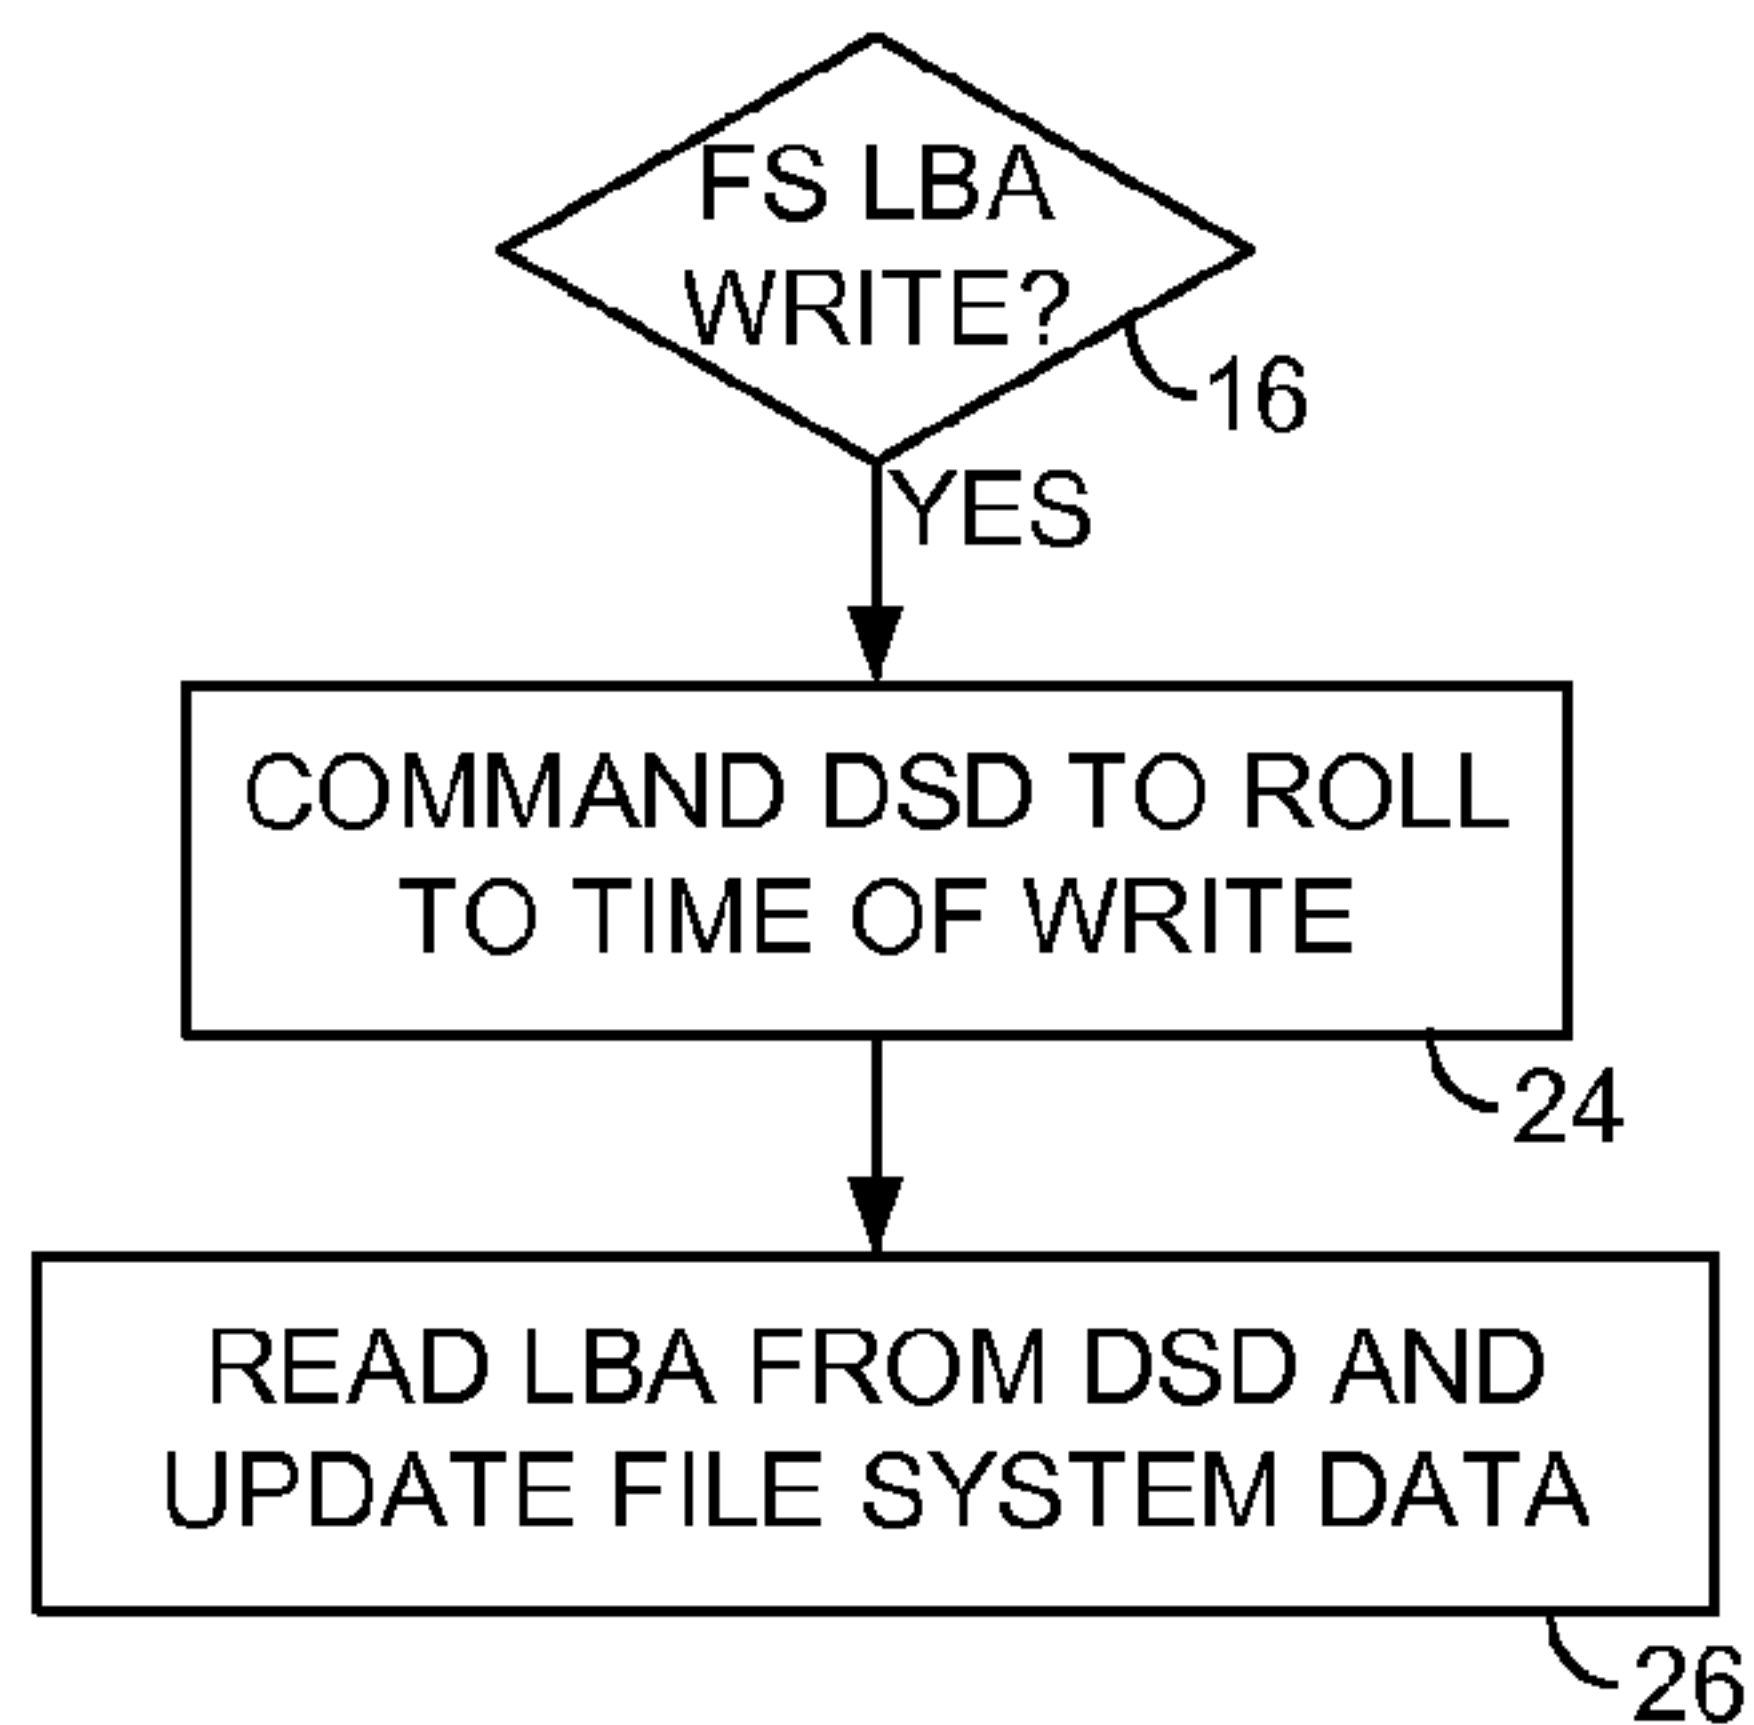 FS LBA
WRITE?
16
YES
COMMAND DSD TO ROLL
TO TIME OF WRITE
24
READ LBA FROM DSD AND
UPDATE FILE SYSTEM DATA
26